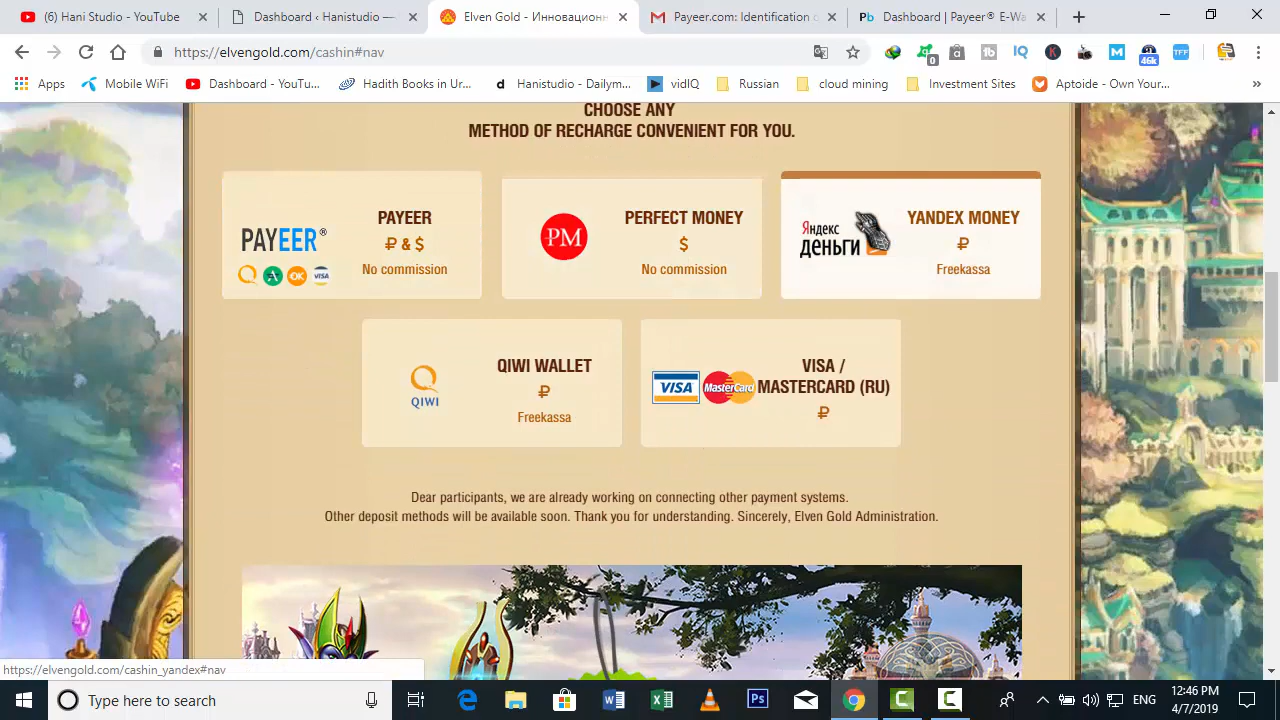 (6) Hani Studio - YouTube
Dashboard ‹ Hanistudio —
Elven Gold - Инновационн
Payeer.com: Identification o
Dashboard | Payeer® E-Wa
https://elvengold.com/cashin#nav
0
46k
TFF
Apps
Mobile WiFi
Dashboard - YouTu...
Hadith Books in Ur...
Hanistudio - Dailym...
vidIQ
Russian
cloud mining
Investment Sites
Aptoide - Own Your...
»
CHOOSE ANY
METHOD OF RECHARGE CONVENIENT FOR YOU.
PAYEER®
VISA
PAYEER
₽ & $
No commission
PM
PERFECT MONEY
$
No commission
Яндекс
деньги
YANDEX MONEY
₽
Freekassa
QIWI
QIWI WALLET
₽
Freekassa
VISA
MasterCard
VISA /
MASTERCARD (RU)
₽
Dear participants, we are already working on connecting other payment systems.
Other deposit methods will be available soon. Thank you for understanding. Sincerely, Elven Gold Administration.
https://elvengold.com/cashin_yandex#nav
Type here to search
ENG
12:46 PM
4/7/2019